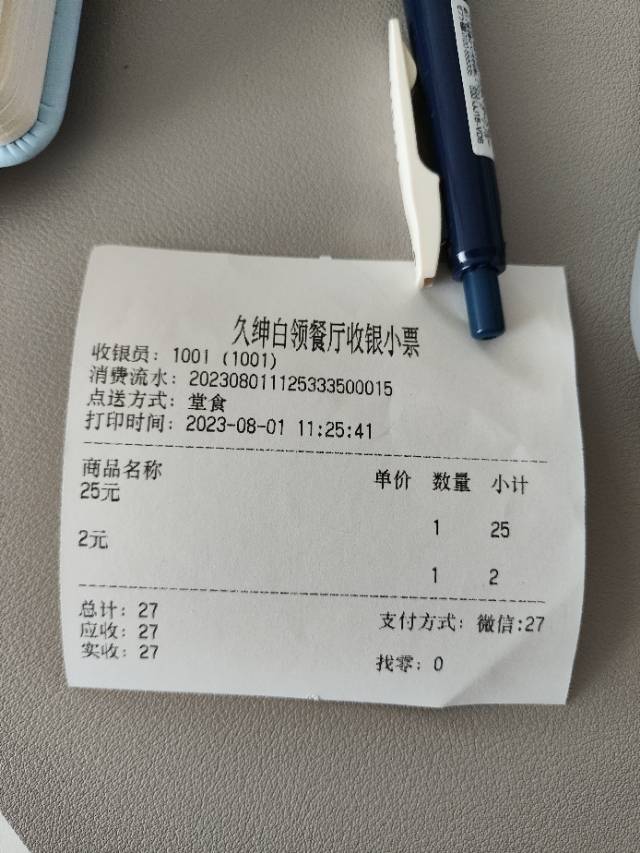 久绅白领餐厅收银小票
收银员：1001 (1001)
消费流水：202308011125333500015
点送方式：堂食
打印时间：2023-08-01 11:25:41
商品名称 单价 数量 小计
25元
1 25
2元
1 2
总计：27 支付方式：微信:27
应收：27
实收：27 找零：0